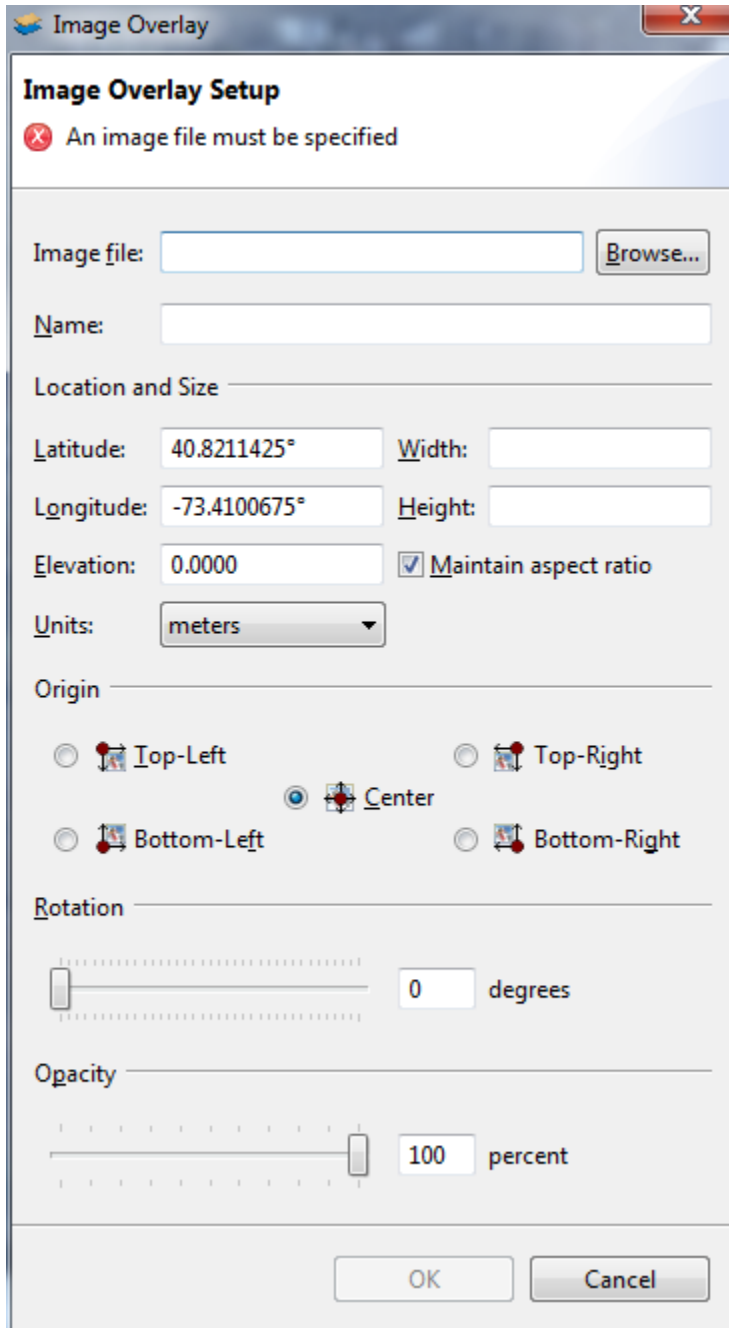 Image Overlay
Image Overlay Setup
An image file must be specified
Image file: Browse...
Name:
Location and Size
Latitude: 40.8211425° Width:
Longitude: -73.4100675° Height:
Elevation: 0.0000 Maintain aspect ratio
Units: meters
Origin
Top-Left Top-Right
Center
Bottom-Left Bottom-Right
Rotation
0 degrees
Opacity
100 percent
OK Cancel